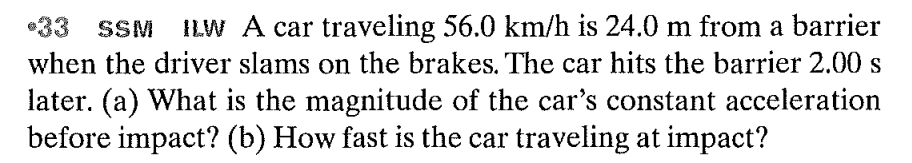 •33 SSM ILW A car traveling 56.0 km/h is 24.0 m from a barrier
when the driver slams on the brakes. The car hits the barrier 2.00 s
later. (a) What is the magnitude of the car's constant acceleration
before impact? (b) How fast is the car traveling at impact?